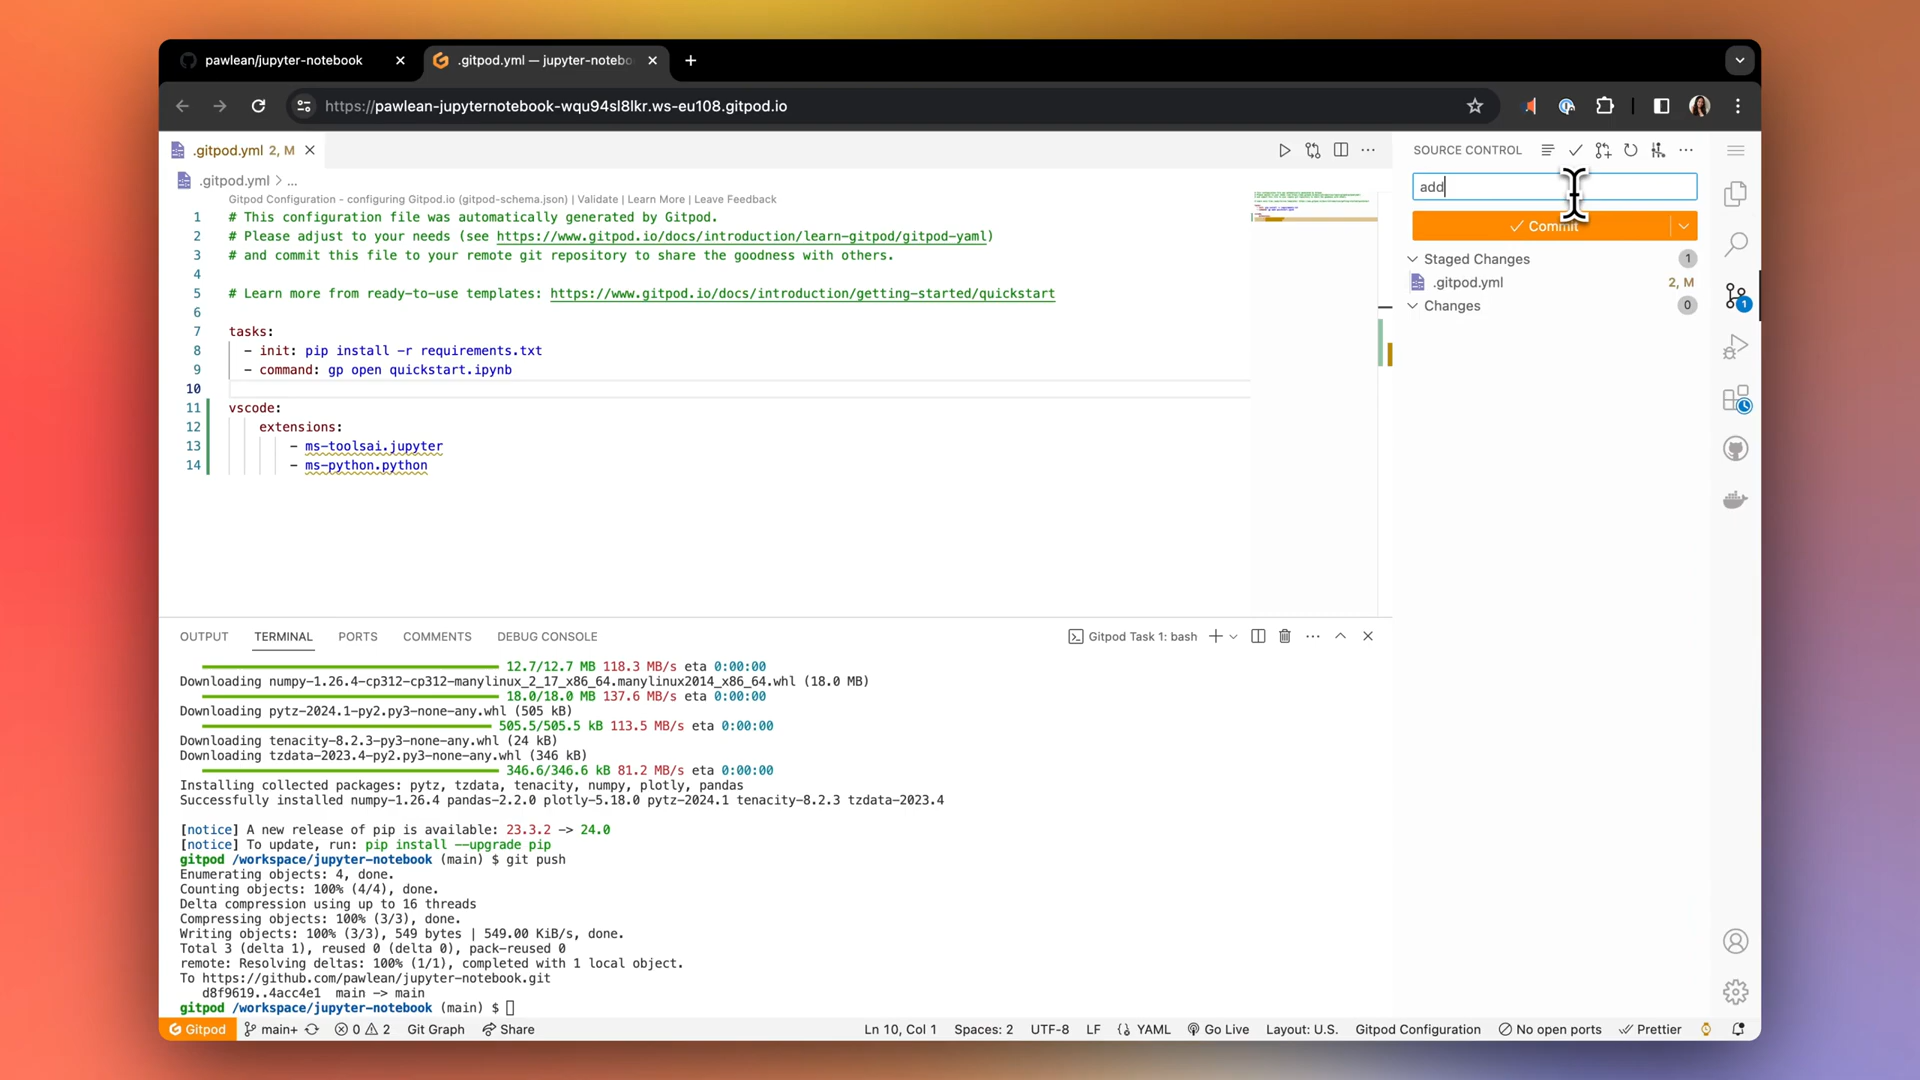 pawlean/jupyter-notebook
.gitpod.yml — jupyter-notebo
https://pawlean-jupyternotebook-wqu94sl8lkr.ws-eu108.gitpod.io
.gitpod.yml 2, M
.gitpod.yml > ...
Gitpod Configuration - configuring Gitpod.io (gitpod-schema.json) | Validate | Learn More | Leave Feedback
1 # This configuration file was automatically generated by Gitpod.
2 # Please adjust to your needs (see https://www.gitpod.io/docs/introduction/learn-gitpod/gitpod-yaml)
3 # and commit this file to your remote git repository to share the goodness with others.
4
5 # Learn more from ready-to-use templates: https://www.gitpod.io/docs/introduction/getting-started/quickstart
6
7 tasks:
8 - init: pip install -r requirements.txt
9 - command: gp open quickstart.ipynb
10
11 vscode:
12 extensions:
13 - ms-toolsai.jupyter
14 - ms-python.python
SOURCE CONTROL
add
Commit
Staged Changes 1
.gitpod.yml 2, M
Changes 0
1
OUTPUT TERMINAL PORTS COMMENTS DEBUG CONSOLE
Gitpod Task 1: bash
12.7/12.7 MB 118.3 MB/s eta 0:00:00
Downloading numpy-1.26.4-cp312-cp312-manylinux_2_17_x86_64.manylinux2014_x86_64.whl (18.0 MB)
18.0/18.0 MB 137.6 MB/s eta 0:00:00
Downloading pytz-2024.1-py2.py3-none-any.whl (505 kB)
505.5/505.5 kB 113.5 MB/s eta 0:00:00
Downloading tenacity-8.2.3-py3-none-any.whl (24 kB)
Downloading tzdata-2023.4-py2.py3-none-any.whl (346 kB)
346.6/346.6 kB 81.2 MB/s eta 0:00:00
Installing collected packages: pytz, tzdata, tenacity, numpy, plotly, pandas
Successfully installed numpy-1.26.4 pandas-2.2.0 plotly-5.18.0 pytz-2024.1 tenacity-8.2.3 tzdata-2023.4
[notice] A new release of pip is available: 23.3.2 -> 24.0
[notice] To update, run: pip install --upgrade pip
gitpod /workspace/jupyter-notebook (main) $ git push
Enumerating objects: 4, done.
Counting objects: 100% (4/4), done.
Delta compression using up to 16 threads
Compressing objects: 100% (3/3), done.
Writing objects: 100% (3/3), 549 bytes | 549.00 KiB/s, done.
Total 3 (delta 1), reused 0 (delta 0), pack-reused 0
remote: Resolving deltas: 100% (1/1), completed with 1 local object.
To https://github.com/pawlean/jupyter-notebook.git
d8f9619..4acc4e1 main -> main
gitpod /workspace/jupyter-notebook (main) $
Gitpod main+ 0 2 Git Graph Share Ln 10, Col 1 Spaces: 2 UTF-8 LF YAML Go Live Layout: U.S. Gitpod Configuration No open ports Prettier